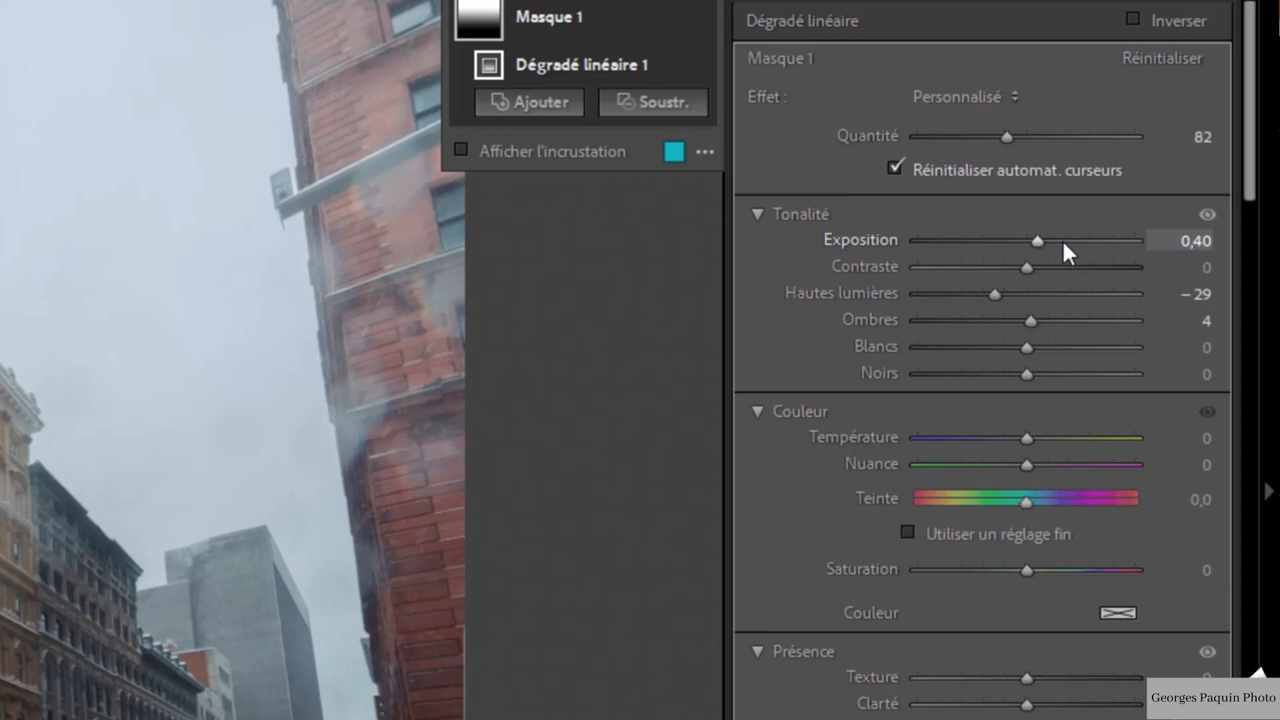 Masque 1
Dégradé linéaire 1
Ajouter
Soustr.
Afficher l'incrustation
Dégradé linéaire
Inverser
Masque 1
Réinitialiser
Effet :
Personnalisé
Quantité
82
Réinitialiser automat. curseurs
Tonalité
Exposition
0,40
Contraste
0
Hautes lumières
– 29
Ombres
4
Blancs
0
Noirs
0
Couleur
Température
0
Nuance
0
Teinte
0,0
Utiliser un réglage fin
Saturation
0
Couleur
Présence
Texture
Clarté
Georges Paquin Photo